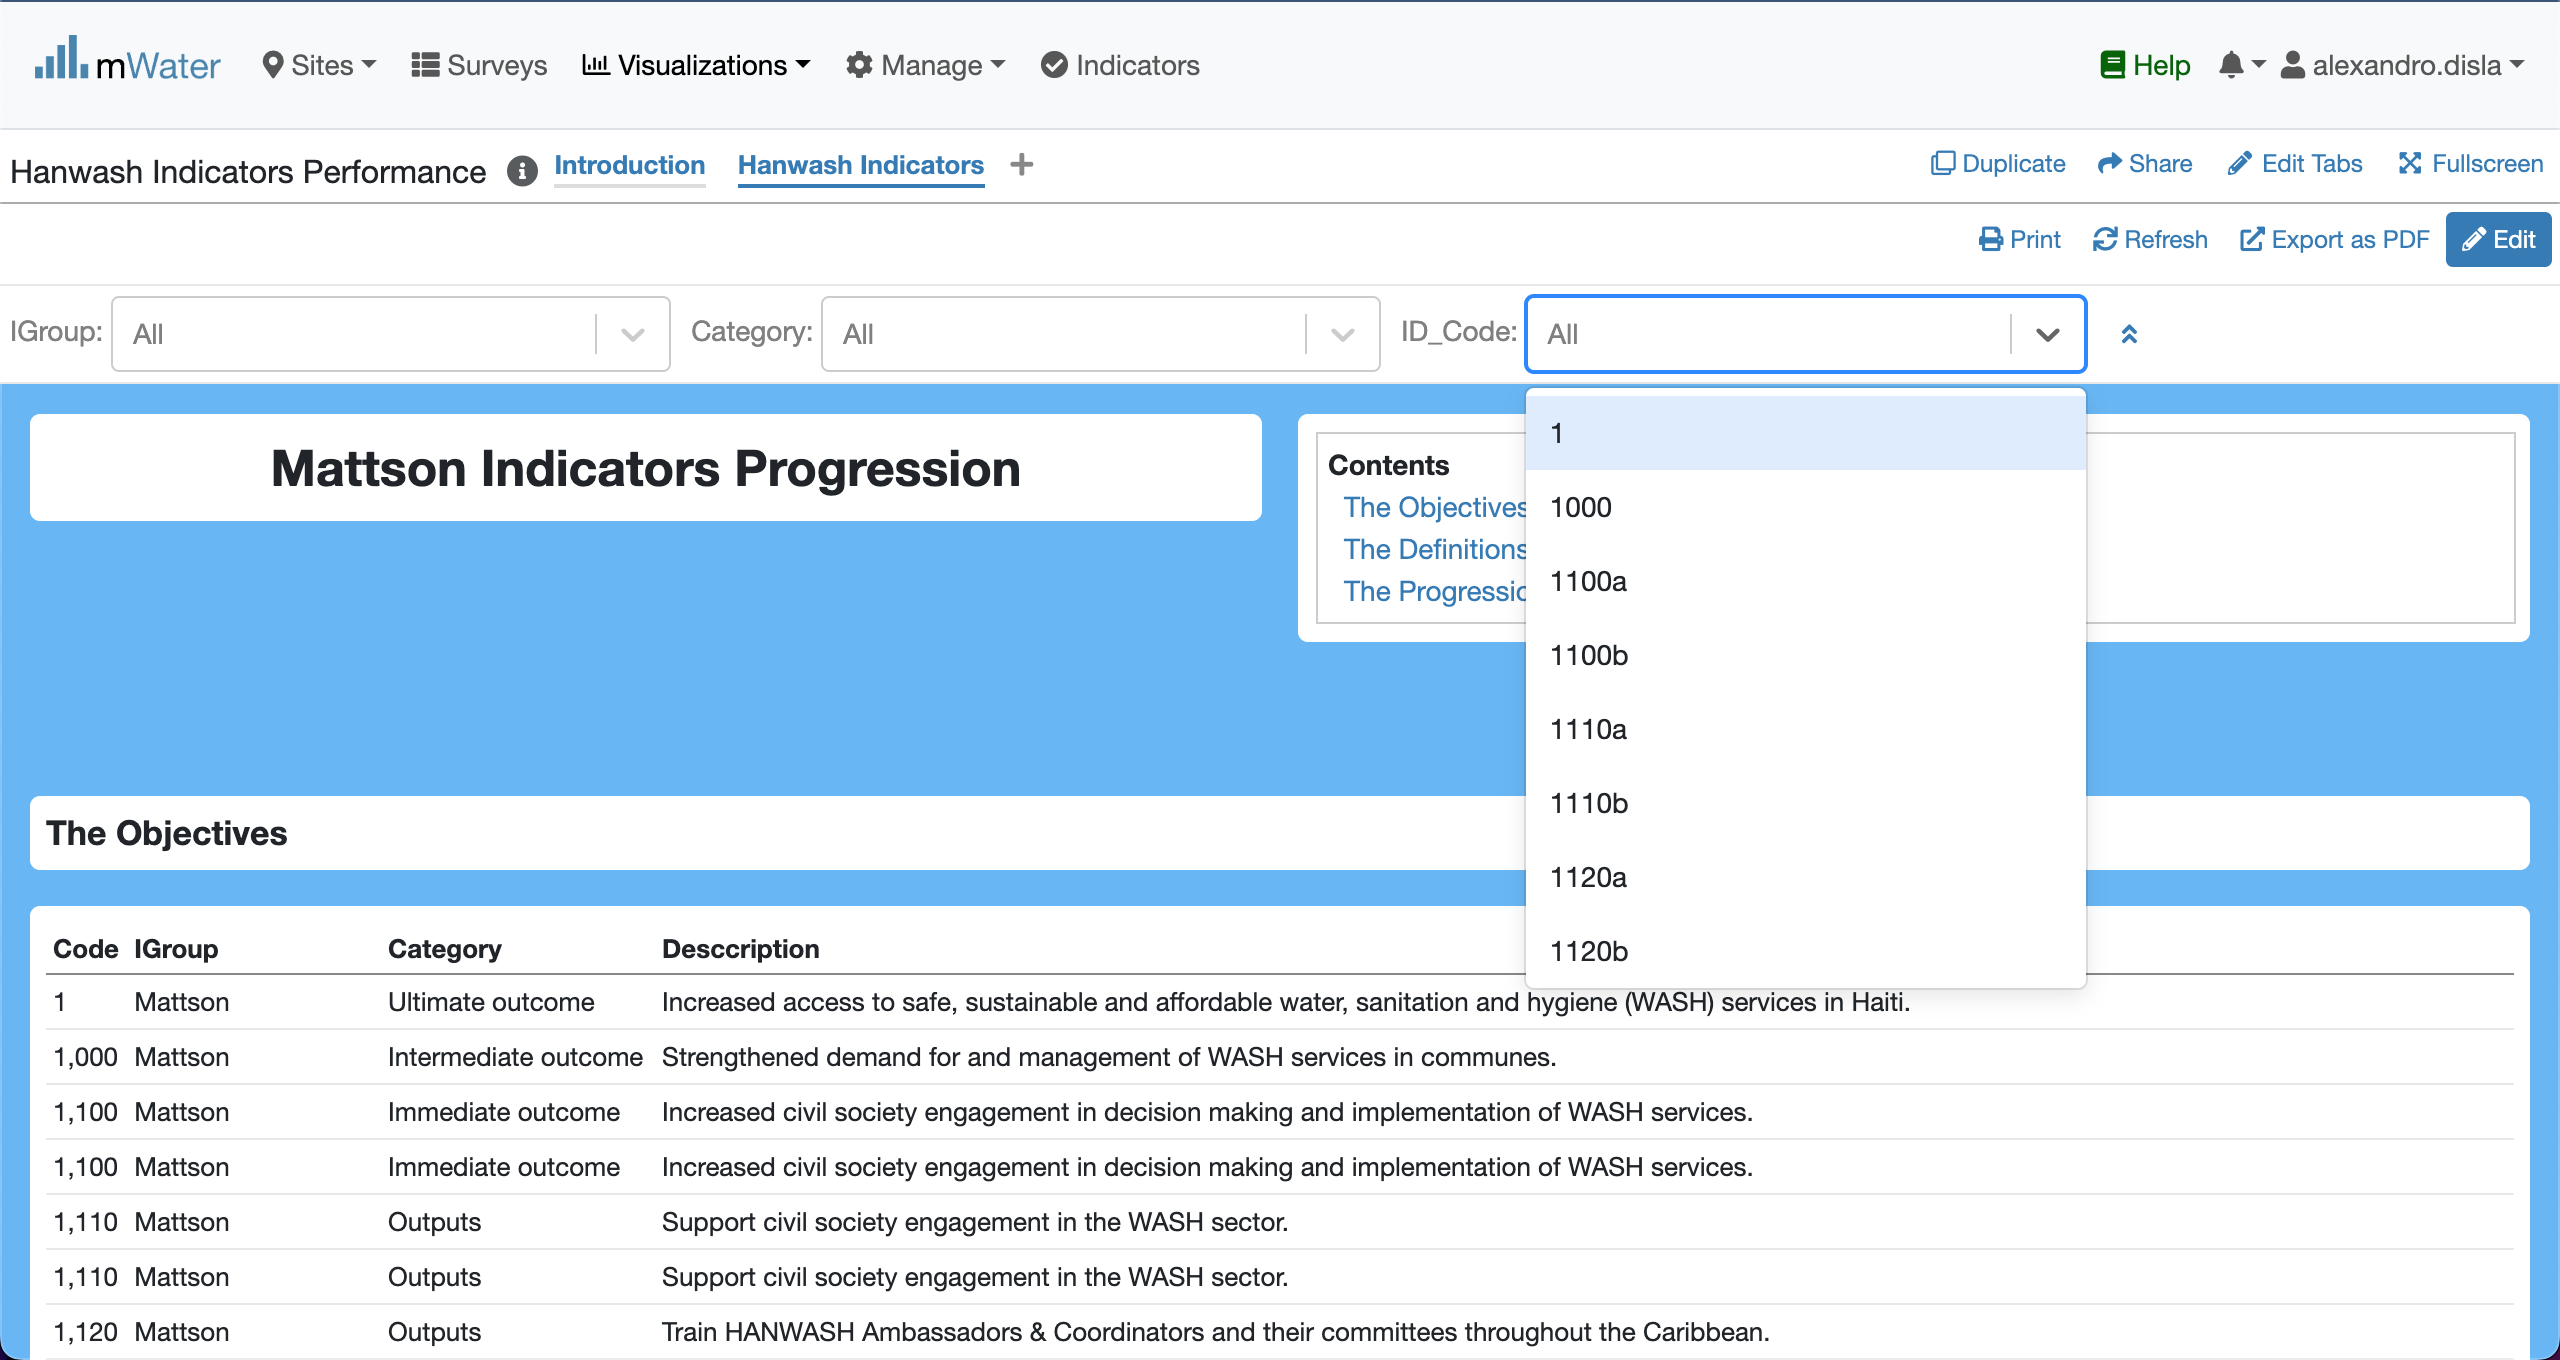 mWater Sites Surveys Visualizations Manage Indicators Help alexandro.disla
Hanwash Indicators Performance Introduction Hanwash Indicators Duplicate Share Edit Tabs Fullscreen
Print Refresh Export as PDF Edit
IGroup: All Category: All ID_Code: All
1
1000
1100a
1100b
1110a
1110b
1120a
1120b
Mattson Indicators Progression
Contents
The Objectives
The Definitions
The Progressio
The Objectives
Code IGroup Category Desccription
1 Mattson Ultimate outcome Increased access to safe, sustainable and affordable water, sanitation and hygiene (WASH) services in Haiti.
1,000 Mattson Intermediate outcome Strengthened demand for and management of WASH services in communes.
1,100 Mattson Immediate outcome Increased civil society engagement in decision making and implementation of WASH services.
1,100 Mattson Immediate outcome Increased civil society engagement in decision making and implementation of WASH services.
1,110 Mattson Outputs Support civil society engagement in the WASH sector.
1,110 Mattson Outputs Support civil society engagement in the WASH sector.
1,120 Mattson Outputs Train HANWASH Ambassadors & Coordinators and their committees throughout the Caribbean.